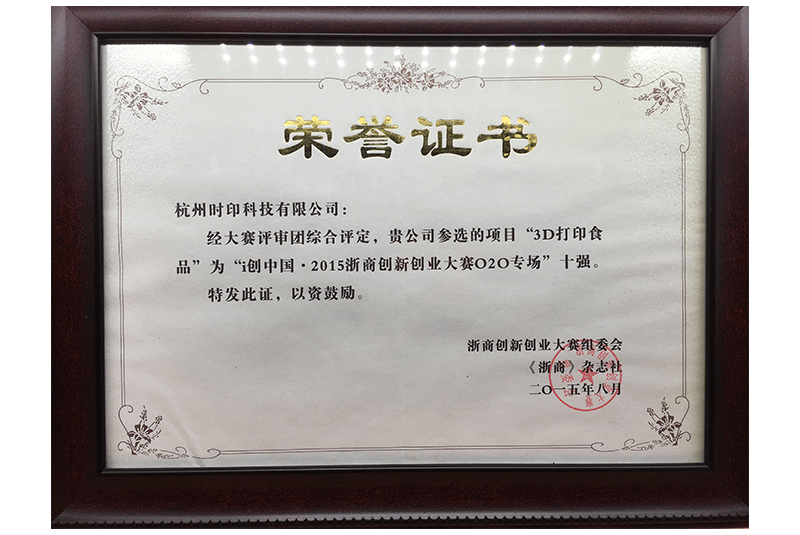 荣誉证书
杭州时印科技有限公司：
经大赛评审团综合评定，贵公司参选的项目“3D打印食
品”为“i创中国·2015浙商创新创业大赛O2O专场”十强。
特发此证，以资鼓励。
浙商创新创业大赛组委会
《浙商》杂志社
二〇一五年八月